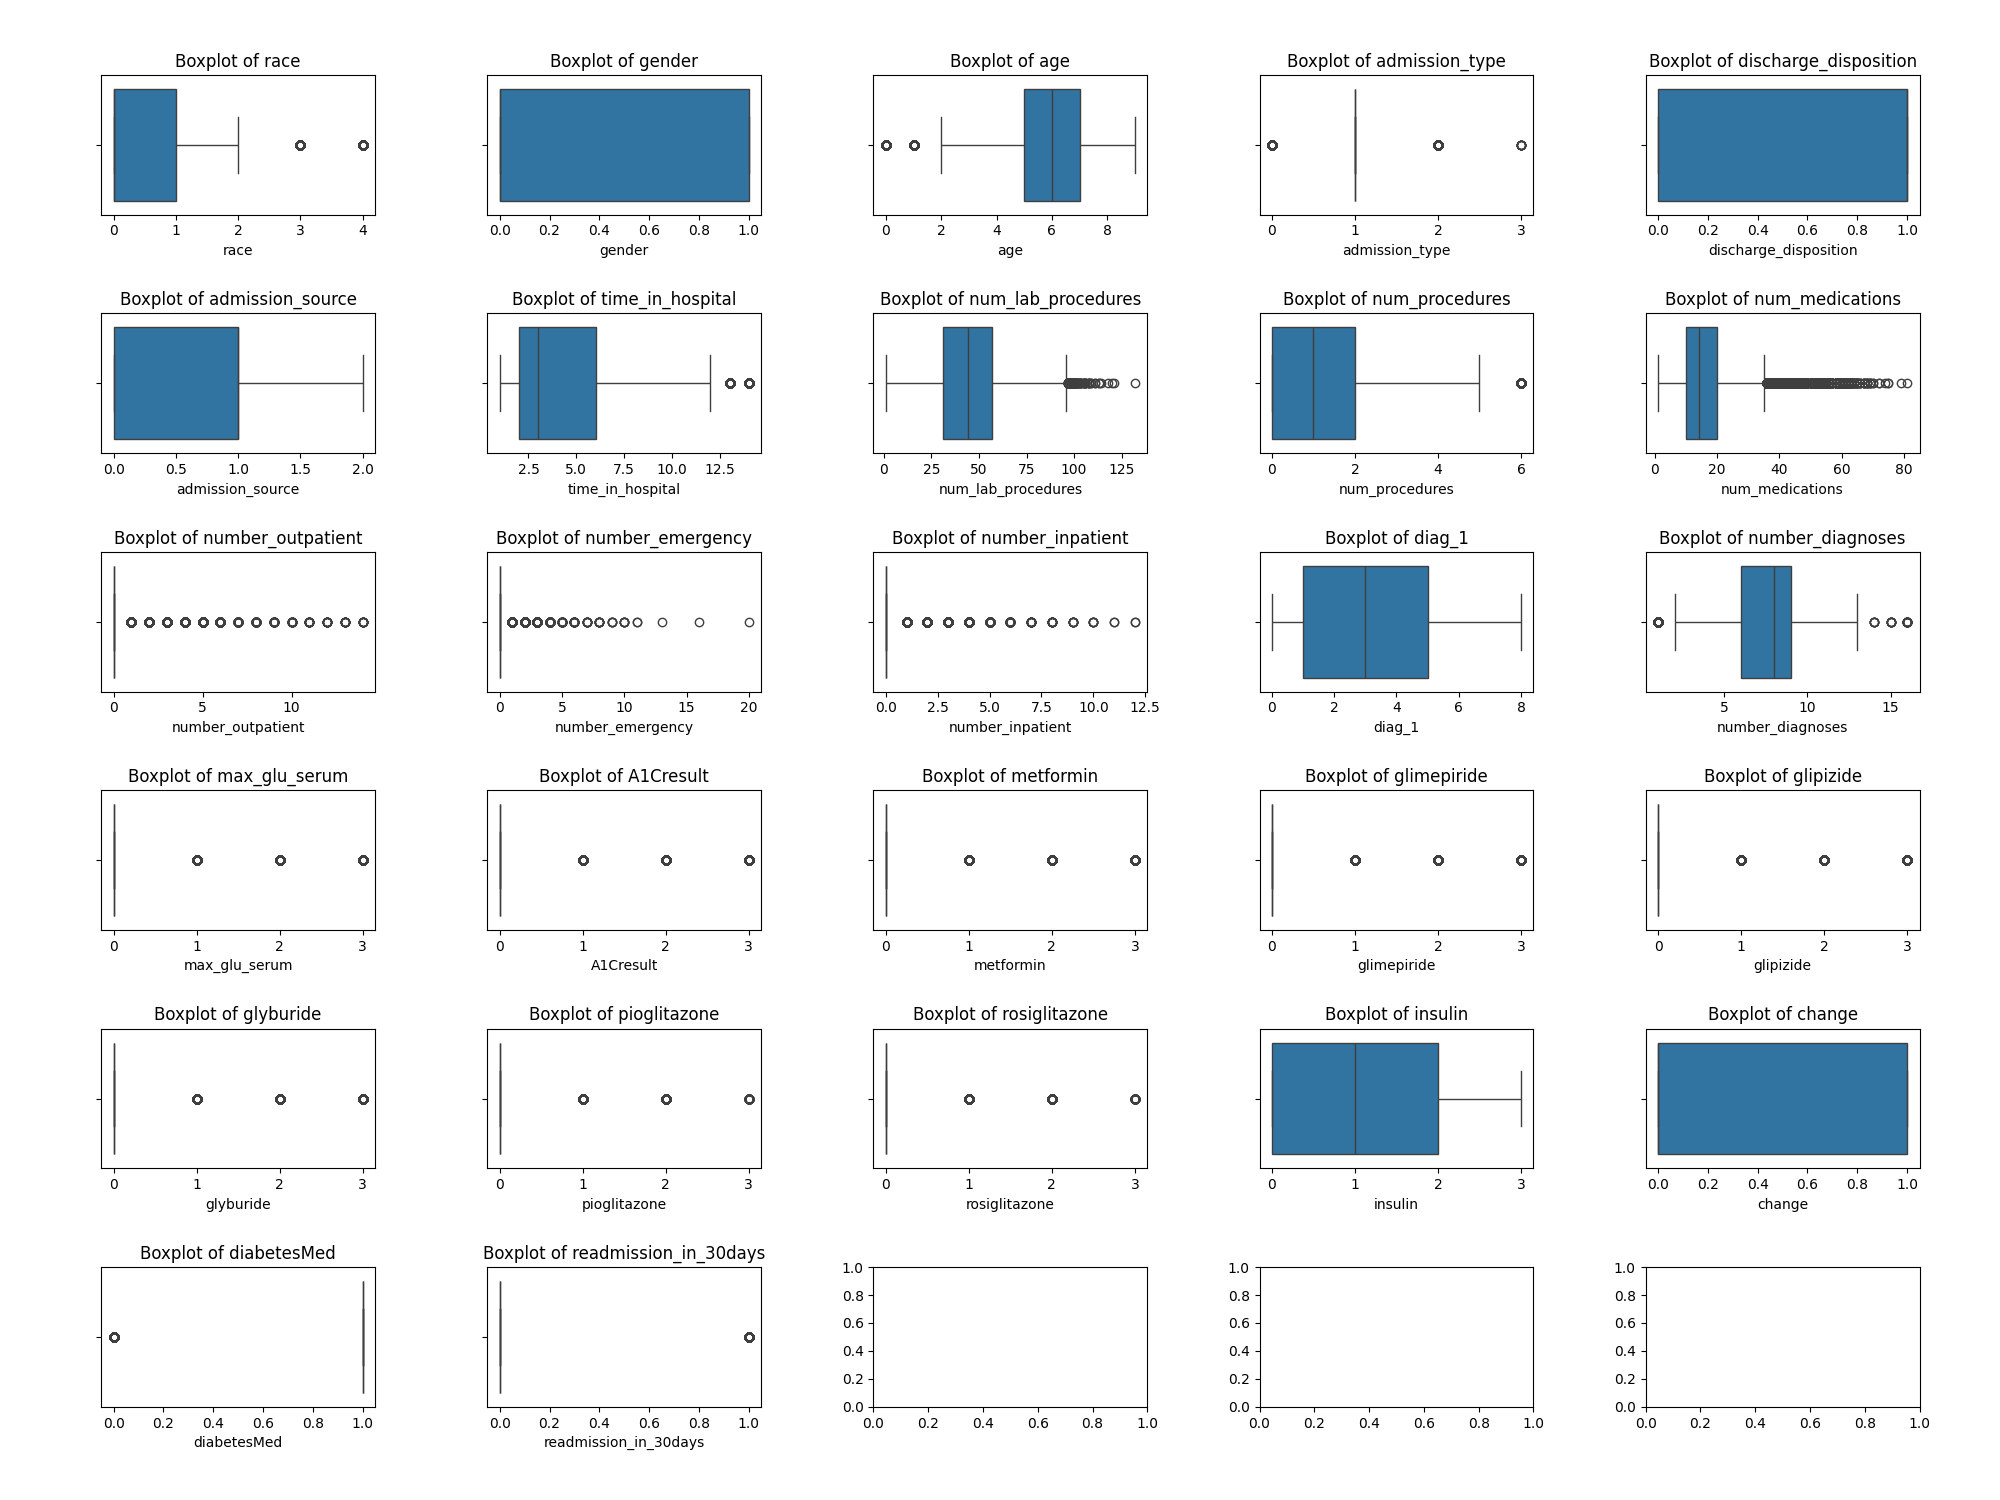 Boxplot of race Boxplot of gender Boxplot of age Boxplot of admission_type Boxplot of discharge_disposition
0 1 2 3 4 0.0 0.2 0.4 0.6 0.8 1.0 0 2 4 6 8 0 1 2 3 0.0 0.2 0.4 0.6 0.8 1.0
race gender age admission_type discharge_disposition
Boxplot of admission_source Boxplot of time_in_hospital Boxplot of num_lab_procedures Boxplot of num_procedures Boxplot of num_medications
0.0 0.5 1.0 1.5 2.0 2.5 5.0 7.5 10.0 12.5 0 25 50 75 100 125 0 2 4 6 0 20 40 60 80
admission_source time_in_hospital num_lab_procedures num_procedures num_medications
Boxplot of number_outpatient Boxplot of number_emergency Boxplot of number_inpatient Boxplot of diag_1 Boxplot of number_diagnoses
0 5 10 0 5 10 15 20 0.0 2.5 5.0 7.5 10.0 12.5 0 2 4 6 8 5 10 15
number_outpatient number_emergency number_inpatient diag_1 number_diagnoses
Boxplot of max_glu_serum Boxplot of A1Cresult Boxplot of metformin Boxplot of glimepiride Boxplot of glipizide
0 1 2 3 0 1 2 3 0 1 2 3 0 1 2 3 0 1 2 3
max_glu_serum A1Cresult metformin glimepiride glipizide
Boxplot of glyburide Boxplot of pioglitazone Boxplot of rosiglitazone Boxplot of insulin Boxplot of change
0 1 2 3 0 1 2 3 0 1 2 3 0 1 2 3 0.0 0.2 0.4 0.6 0.8 1.0
glyburide pioglitazone rosiglitazone insulin change
Boxplot of diabetesMed Boxplot of readmission_in_30days
1.0 1.0 1.0
0.8 0.8 0.8
0.6 0.6 0.6
0.4 0.4 0.4
0.2 0.2 0.2
0.0 0.0 0.0
0.0 0.2 0.4 0.6 0.8 1.0 0.0 0.2 0.4 0.6 0.8 1.0 0.0 0.2 0.4 0.6 0.8 1.0 0.0 0.2 0.4 0.6 0.8 1.0 0.0 0.2 0.4 0.6 0.8 1.0
diabetesMed readmission_in_30days